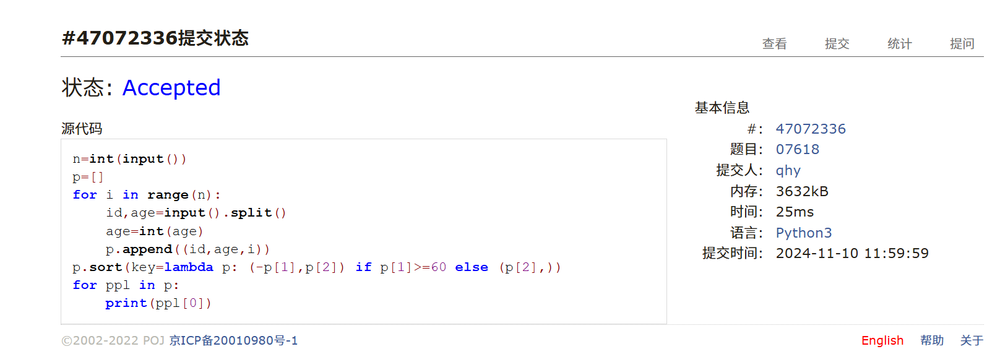 #47072336提交状态
查看 提交 统计 提问
状态: Accepted
源代码
n=int(input())
p=[]
for i in range(n):
    id,age=input().split()
    age=int(age)
    p.append((id,age,i))
p.sort(key=lambda p: (-p[1],p[2]) if p[1]>=60 else (p[2],))
for ppl in p:
    print(ppl[0])
基本信息
#: 47072336
题目: 07618
提交人: qhy
内存: 3632kB
时间: 25ms
语言: Python3
提交时间: 2024-11-10 11:59:59
©2002-2022 POJ 京ICP备20010980号-1
English 帮助 关于